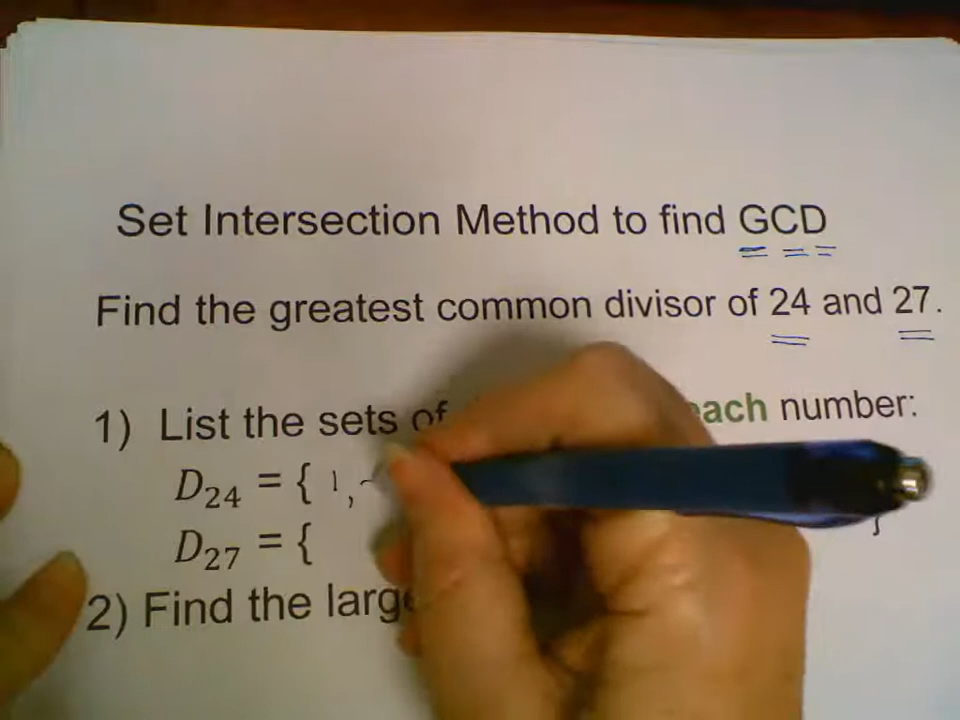 Set Intersection Method to find GCD
Find the greatest common divisor of 24 and 27.
1) List the sets of each number:
D24 = { 1,
D27 = { }
2) Find the large